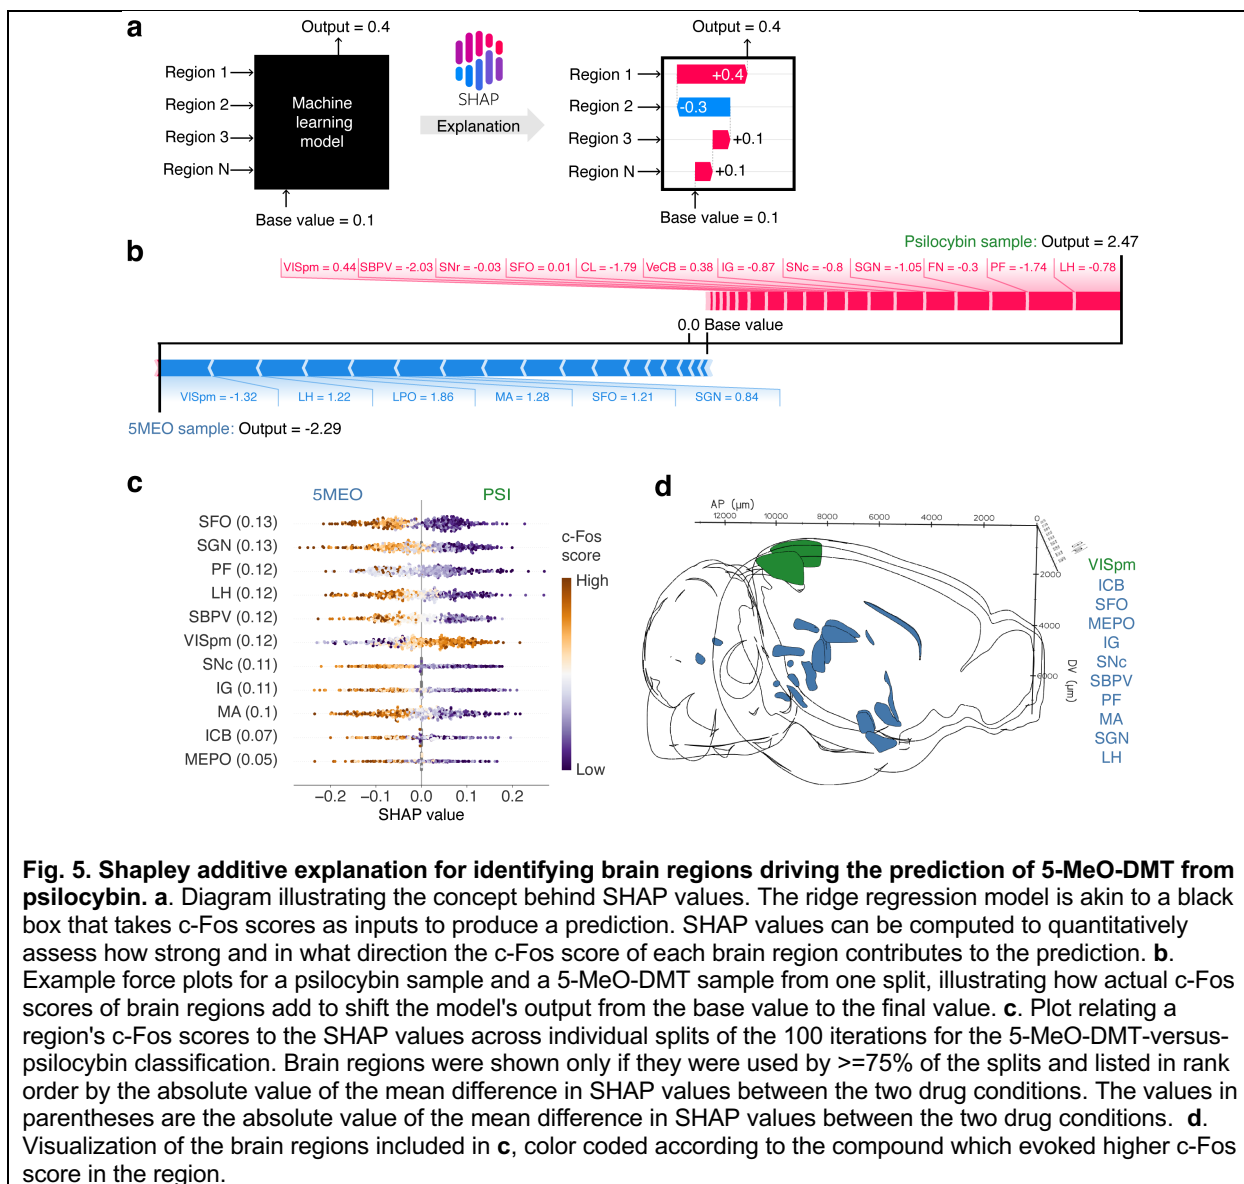 a
Output = 0.4
Region 1
Region 2
Region 3
Region N
Machine
learning
model
Base value = 0.1
SHAP
Explanation
Output = 0.4
Region 1
Region 2
Region 3
Region N
+0.4
-0.3
+0.1
+0.1
Base value = 0.1
b
Psilocybin sample: Output = 2.47
VISpm = 0.44 SBPV = -2.03 SNr = -0.03 SFO = 0.01 CL = -1.79 VeCB = 0.38 IG = -0.87 SNc = -0.8 SGN = -1.05 FN = -0.3 PF = -1.74 LH = -0.78
0.0 Base value
VISpm = -1.32 LH = 1.22 LPO = 1.86 MA = 1.28 SFO = 1.21 SGN = 0.84
5MEO sample: Output = -2.29
c
5MEO PSI
SFO (0.13)
SGN (0.13)
PF (0.12)
LH (0.12)
SBPV (0.12)
VISpm (0.12)
SNc (0.11)
IG (0.11)
MA (0.1)
ICB (0.07)
MEPO (0.05)
−0.2 −0.1 0.0 0.1 0.2
SHAP value
c-Fos
score
High
Low
d
AP (µm)
12000 10000 8000 6000 4000 2000 0
2000
4000
6000
DV (µm)
VISpm
ICB
SFO
MEPO
IG
SNc
SBPV
PF
MA
SGN
LH
Fig. 5. Shapley additive explanation for identifying brain regions driving the prediction of 5-MeO-DMT from
psilocybin. a. Diagram illustrating the concept behind SHAP values. The ridge regression model is akin to a black
box that takes c-Fos scores as inputs to produce a prediction. SHAP values can be computed to quantitatively
assess how strong and in what direction the c-Fos score of each brain region contributes to the prediction. b.
Example force plots for a psilocybin sample and a 5-MeO-DMT sample from one split, illustrating how actual c-Fos
scores of brain regions add to shift the model's output from the base value to the final value. c. Plot relating a
region's c-Fos scores to the SHAP values across individual splits of the 100 iterations for the 5-MeO-DMT-versus-
psilocybin classification. Brain regions were shown only if they were used by >=75% of the splits and listed in rank
order by the absolute value of the mean difference in SHAP values between the two drug conditions. The values in
parentheses are the absolute value of the mean difference in SHAP values between the two drug conditions. d.
Visualization of the brain regions included in c, color coded according to the compound which evoked higher c-Fos
score in the region.